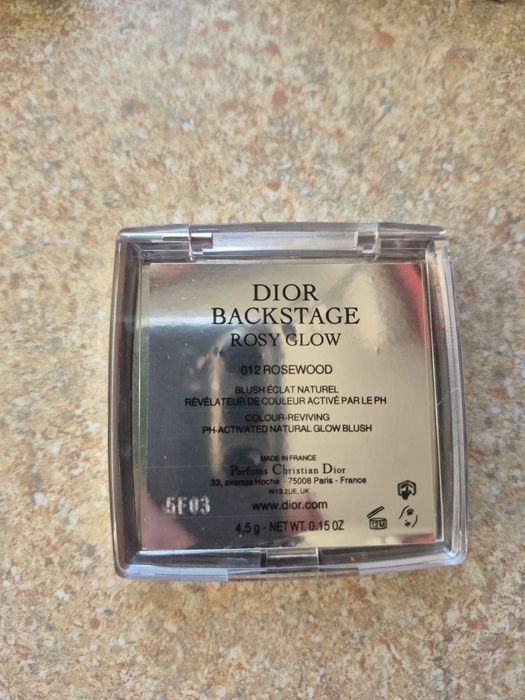 DIOR
BACKSTAGE
ROSY GLOW
012 ROSEWOOD
BLUSH ÉCLAT NATUREL
RÉVÉLATEUR DE COULEUR ACTIVÉ PAR LE PH
COLOUR-REVIVING
PH-ACTIVATED NATURAL GLOW BLUSH
MADE IN FRANCE
Parfums Christian Dior
33, avenue Hoche - 75008 Paris - France
W1S 2UE, UK
www.dior.com
5F03
4,5 g - NET WT. 0.15 OZ
12M